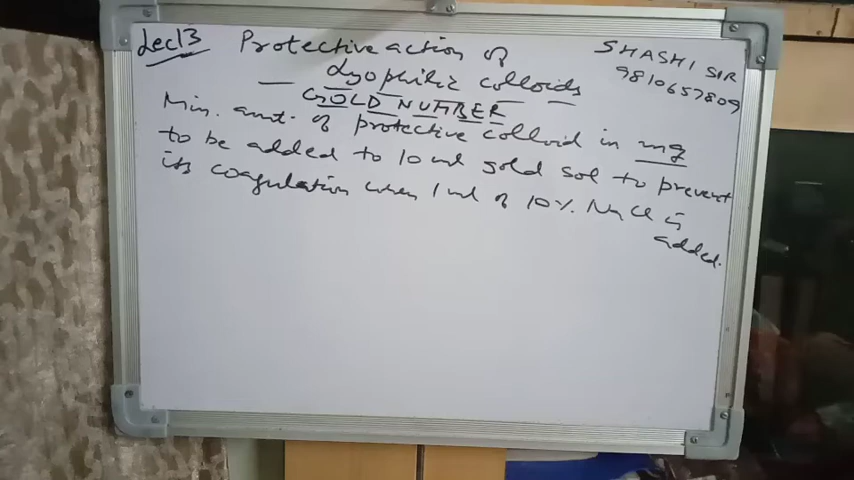 Lec13 Protective action of
Lyophilic colloids
SHASHI SIR
9810657809
GOLD NUMBER
Min. amt. of protective colloid in mg
to be added to 10 ml gold sol to prevent
its coagulation when 1 ml of 10% NaCl is
added.